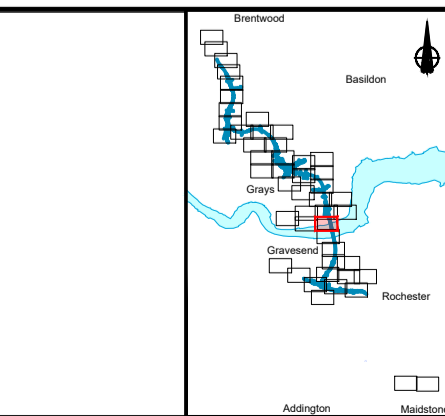 Brentwood
Basildon
Grays
Gravesend
Rochester
Addington
Maidstone